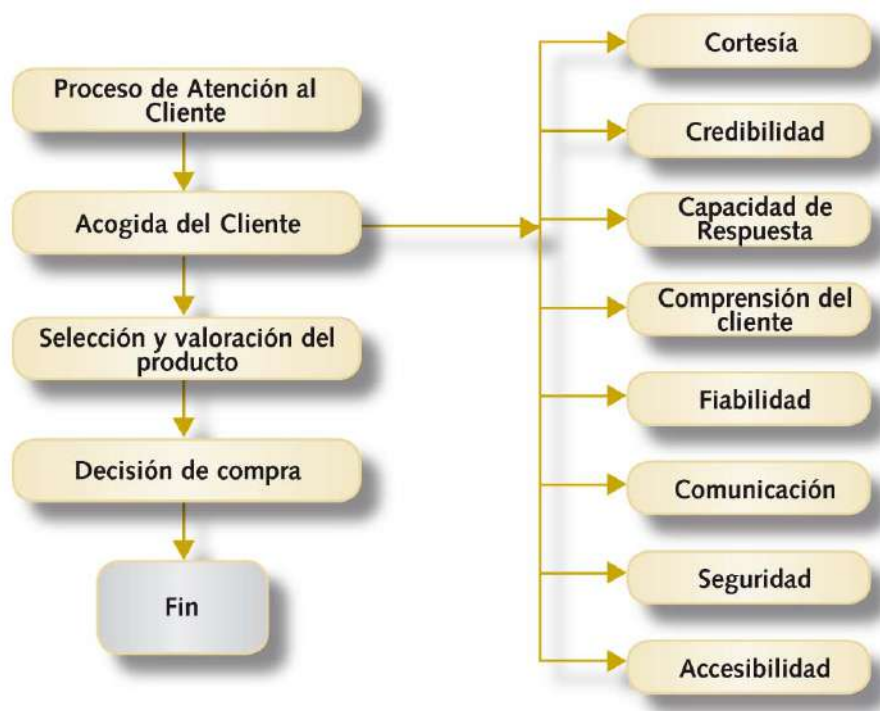 Proceso de Atención al
Cliente
Acogida del Cliente
Selección y valoración del
producto
Decisión de compra
Fin
Cortesía
Credibilidad
Capacidad de
Respuesta
Comprensión del
cliente
Fiabilidad
Comunicación
Seguridad
Accesibilidad